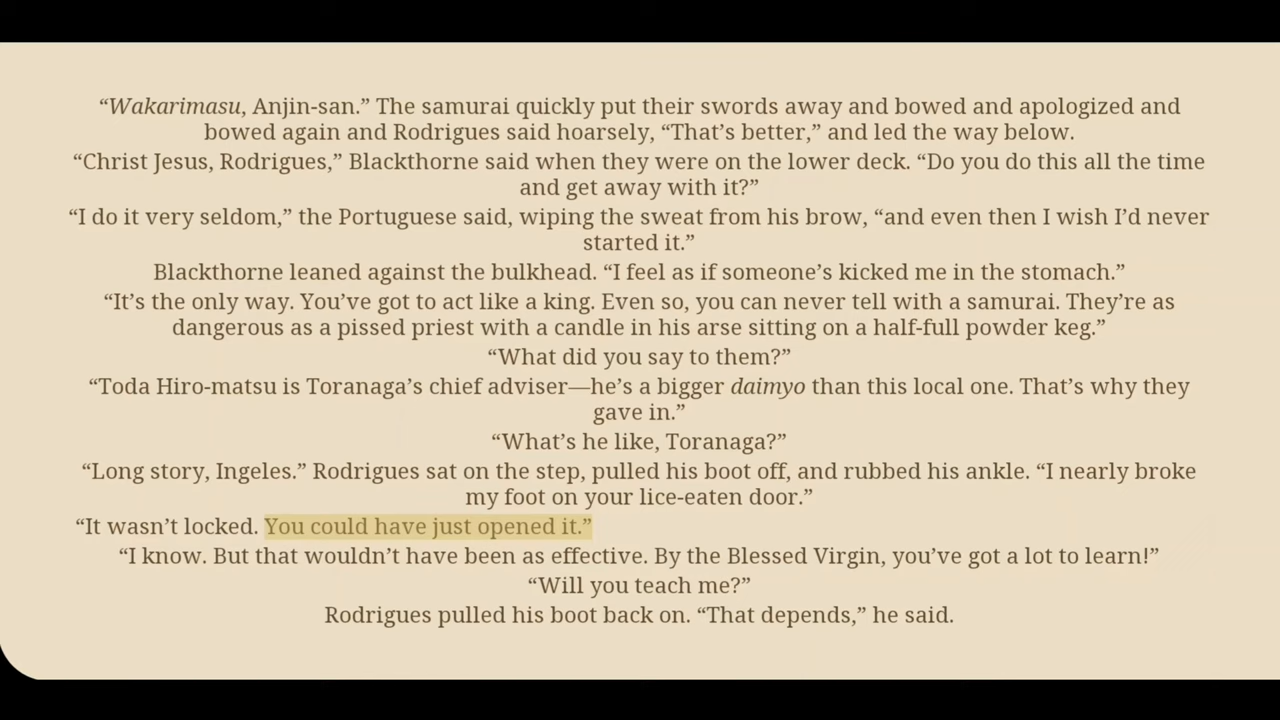 “Wakarimasu, Anjin-san.” The samurai quickly put their swords away and bowed and apologized and
bowed again and Rodrigues said hoarsely, “That’s better,” and led the way below.
“Christ Jesus, Rodrigues,” Blackthorne said when they were on the lower deck. “Do you do this all the time
and get away with it?”
“I do it very seldom,” the Portuguese said, wiping the sweat from his brow, “and even then I wish I’d never
started it.”
Blackthorne leaned against the bulkhead. “I feel as if someone’s kicked me in the stomach.”
“It’s the only way. You’ve got to act like a king. Even so, you can never tell with a samurai. They’re as
dangerous as a pissed priest with a candle in his arse sitting on a half-full powder keg.”
“What did you say to them?”
“Toda Hiro-matsu is Toranaga’s chief adviser—he’s a bigger daimyo than this local one. That’s why they
gave in.”
“What’s he like, Toranaga?”
“Long story, Ingeles.” Rodrigues sat on the step, pulled his boot off, and rubbed his ankle. “I nearly broke
my foot on your lice-eaten door.”
“It wasn’t locked. You could have just opened it.”
“I know. But that wouldn’t have been as effective. By the Blessed Virgin, you’ve got a lot to learn!”
“Will you teach me?”
Rodrigues pulled his boot back on. “That depends,” he said.